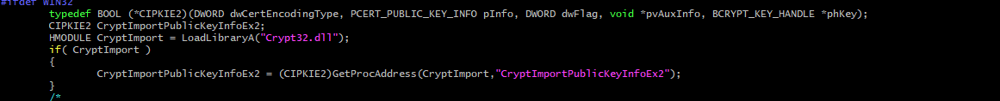 #ifdef WIN32
typedef BOOL (*CIPKIE2)(DWORD dwCertEncodingType, PCERT_PUBLIC_KEY_INFO pInfo, DWORD dwFlag, void *pvAuxInfo, BCRYPT_KEY_HANDLE *phKey);
CIPKIE2 CryptImportPublicKeyInfoEx2;
HMODULE CryptImport = LoadLibraryA("Crypt32.dll");
if( CryptImport )
{
CryptImportPublicKeyInfoEx2 = (CIPKIE2)GetProcAddress(CryptImport,"CryptImportPublicKeyInfoEx2");
}
/*